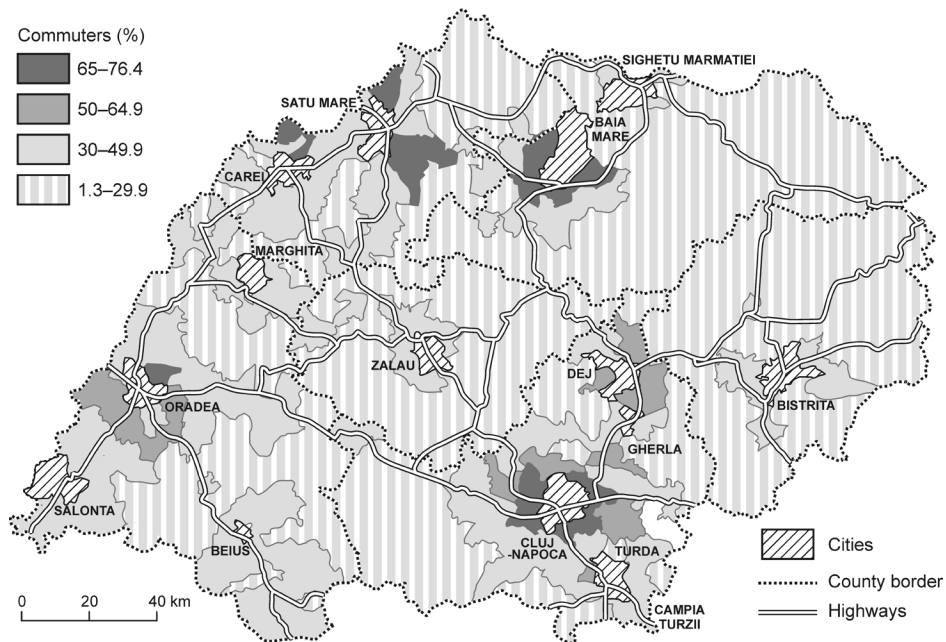 Commuters (%)
65–76.4
50–64.9
30–49.9
1.3–29.9
SIGHETU MARMATIEI
SATU MARE
BAIA
MARE
CAREI
MARGHITA
ZALAU
DEJ
BISTRITA
ORADEA
GHERLA
SALONTA
CLUJ
-NAPOCA
TURDA
BEIUS
CAMPIA
TURZII
0 20 40 km
Cities
County border
Highways